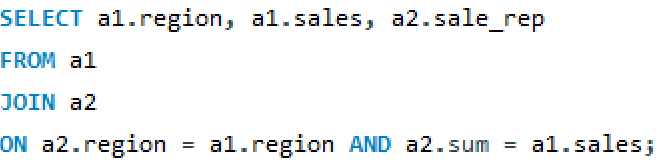 SELECT a1.region, a1.sales, a2.sale_rep
FROM a1
JOIN a2
ON a2.region = a1.region AND a2.sum = a1.sales;